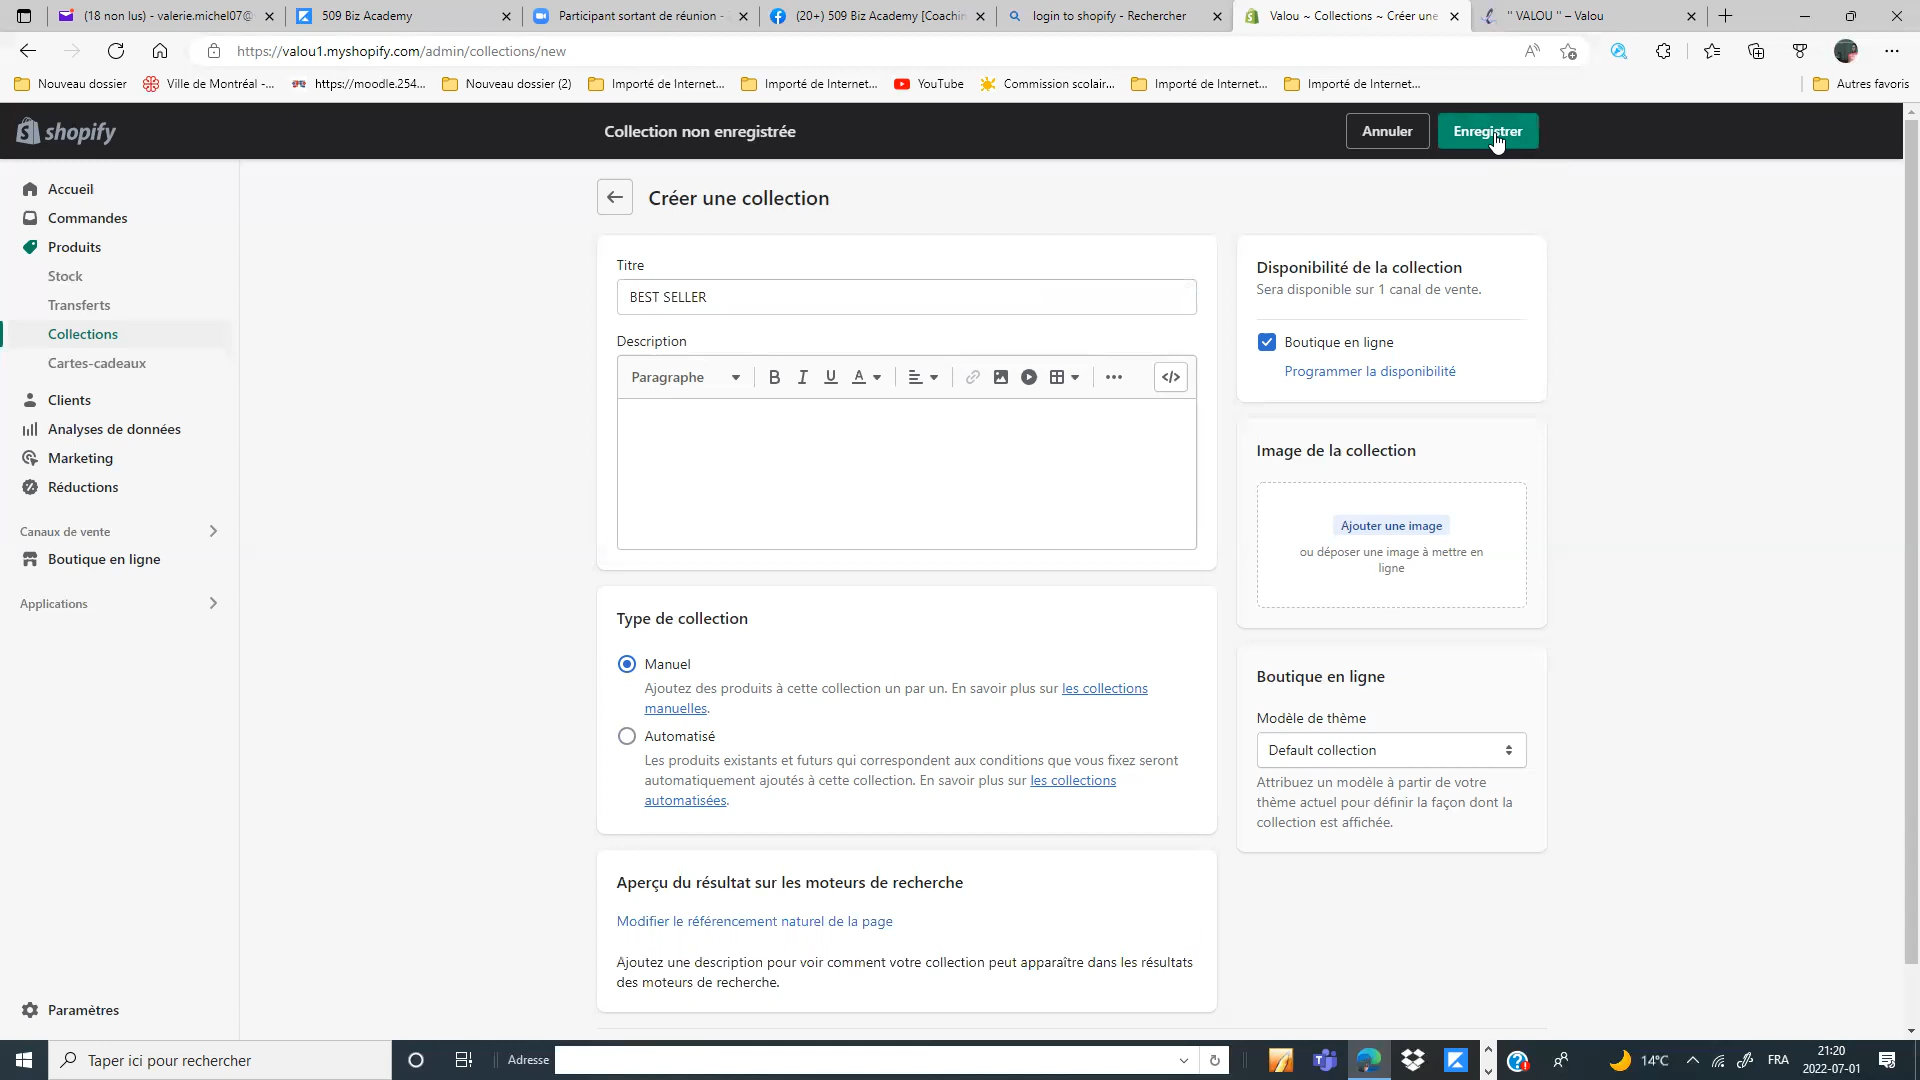 (18 non lus) - valerie.michel07@
509 Biz Academy
Participant sortant de réunion -
(20+) 509 Biz Academy [Coachin
login to shopify - Rechercher
Valou ~ Collections ~ Créer une
" VALOU " – Valou
https://valou1.myshopify.com/admin/collections/new
Nouveau dossier
Ville de Montréal -...
https://moodle.254...
Nouveau dossier (2)
Importé de Internet...
Importé de Internet...
YouTube
Commission scolair...
Importé de Internet...
Importé de Internet...
Autres favoris
shopify
Collection non enregistrée
Annuler
Enregistrer
Accueil
Commandes
Produits
Stock
Transferts
Collections
Cartes-cadeaux
Clients
Analyses de données
Marketing
Réductions
Canaux de vente
Boutique en ligne
Applications
Paramètres
Créer une collection
Titre
BEST SELLER
Description
Paragraphe
B I U A
</>
Type de collection
Manuel
Ajoutez des produits à cette collection un par un. En savoir plus sur les collections
manuelles.
Automatisé
Les produits existants et futurs qui correspondent aux conditions que vous fixez seront
automatiquement ajoutés à cette collection. En savoir plus sur les collections
automatisées.
Aperçu du résultat sur les moteurs de recherche
Modifier le référencement naturel de la page
Ajoutez une description pour voir comment votre collection peut apparaître dans les résultats
des moteurs de recherche.
Disponibilité de la collection
Sera disponible sur 1 canal de vente.
Boutique en ligne
Programmer la disponibilité
Image de la collection
Ajouter une image
ou déposer une image à mettre en
ligne
Boutique en ligne
Modèle de thème
Default collection
Attribuez un modèle à partir de votre
thème actuel pour définir la façon dont la
collection est affichée.
Taper ici pour rechercher
Adresse
14°C
FRA
21:20
2022-07-01